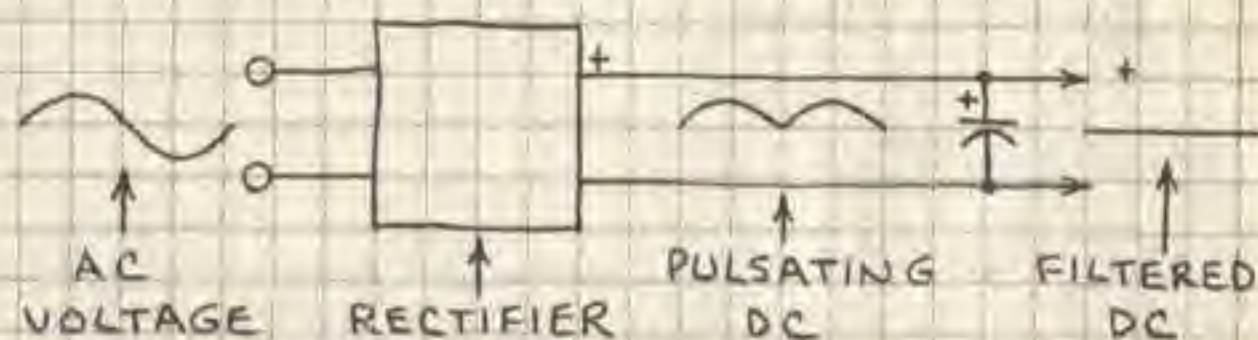 +
+
+
AC
VOLTAGE
RECTIFIER
PULSATING
DC
FILTERED
DC